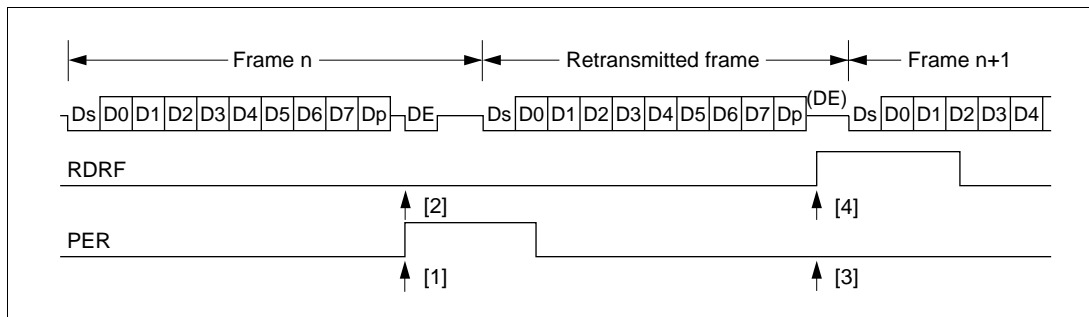 Frame n Retransmitted frame Frame n+1
Ds D0 D1 D2 D3 D4 D5 D6 D7 Dp DE Ds D0 D1 D2 D3 D4 D5 D6 D7 Dp (DE) Ds D0 D1 D2 D3 D4
RDRF
[2] [4]
PER
[1] [3]